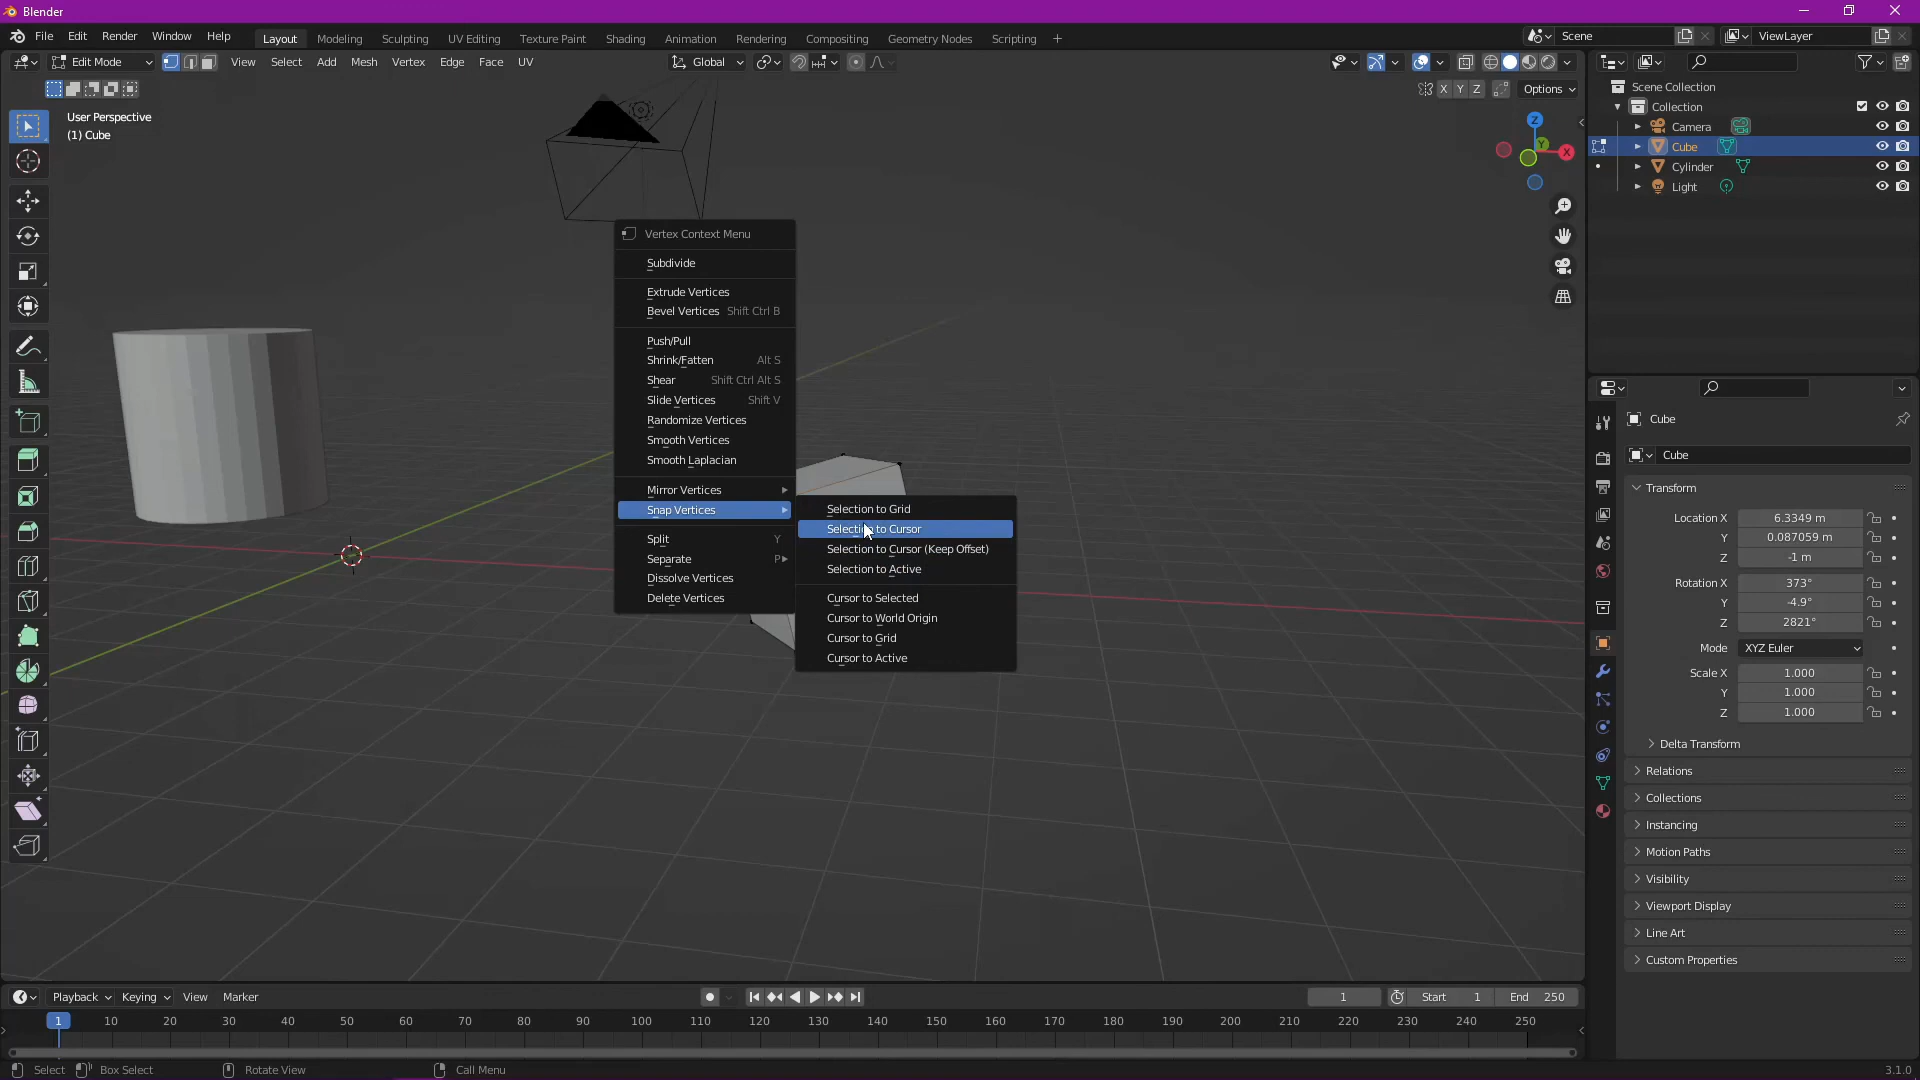 Blender
File Edit Render Window Help
Layout Modeling Sculpting UV Editing Texture Paint Shading Animation Rendering Compositing Geometry Nodes Scripting +
Scene
ViewLayer
Edit Mode
View Select Add Mesh Vertex Edge Face UV
Global
X Y Z
Options
User Perspective
(1) Cube
Z
Y
X
Vertex Context Menu
Subdivide
Extrude Vertices
Bevel Vertices Shift Ctrl B
Push/Pull
Shrink/Fatten Alt S
Shear Shift Ctrl Alt S
Slide Vertices Shift V
Randomize Vertices
Smooth Vertices
Smooth Laplacian
Mirror Vertices
Snap Vertices
Split Y
Separate P
Dissolve Vertices
Delete Vertices
Selection to Grid
Selection to Cursor
Selection to Cursor (Keep Offset)
Selection to Active
Cursor to Selected
Cursor to World Origin
Cursor to Grid
Cursor to Active
Scene Collection
Collection
Camera
Cube
Cylinder
Light
Cube
Cube
Transform
Location X 6.3349 m
Y 0.087059 m
Z -1 m
Rotation X 373°
Y -4.9°
Z 2821°
Mode XYZ Euler
Scale X 1.000
Y 1.000
Z 1.000
Delta Transform
Relations
Collections
Instancing
Motion Paths
Visibility
Viewport Display
Line Art
Custom Properties
Playback Keying View Marker
1 Start 1 End 250
1 10 20 30 40 50 60 70 80 90 100 110 120 130 140 150 160 170 180 190 200 210 220 230 240 250
Select Box Select Rotate View Call Menu 3.1.0